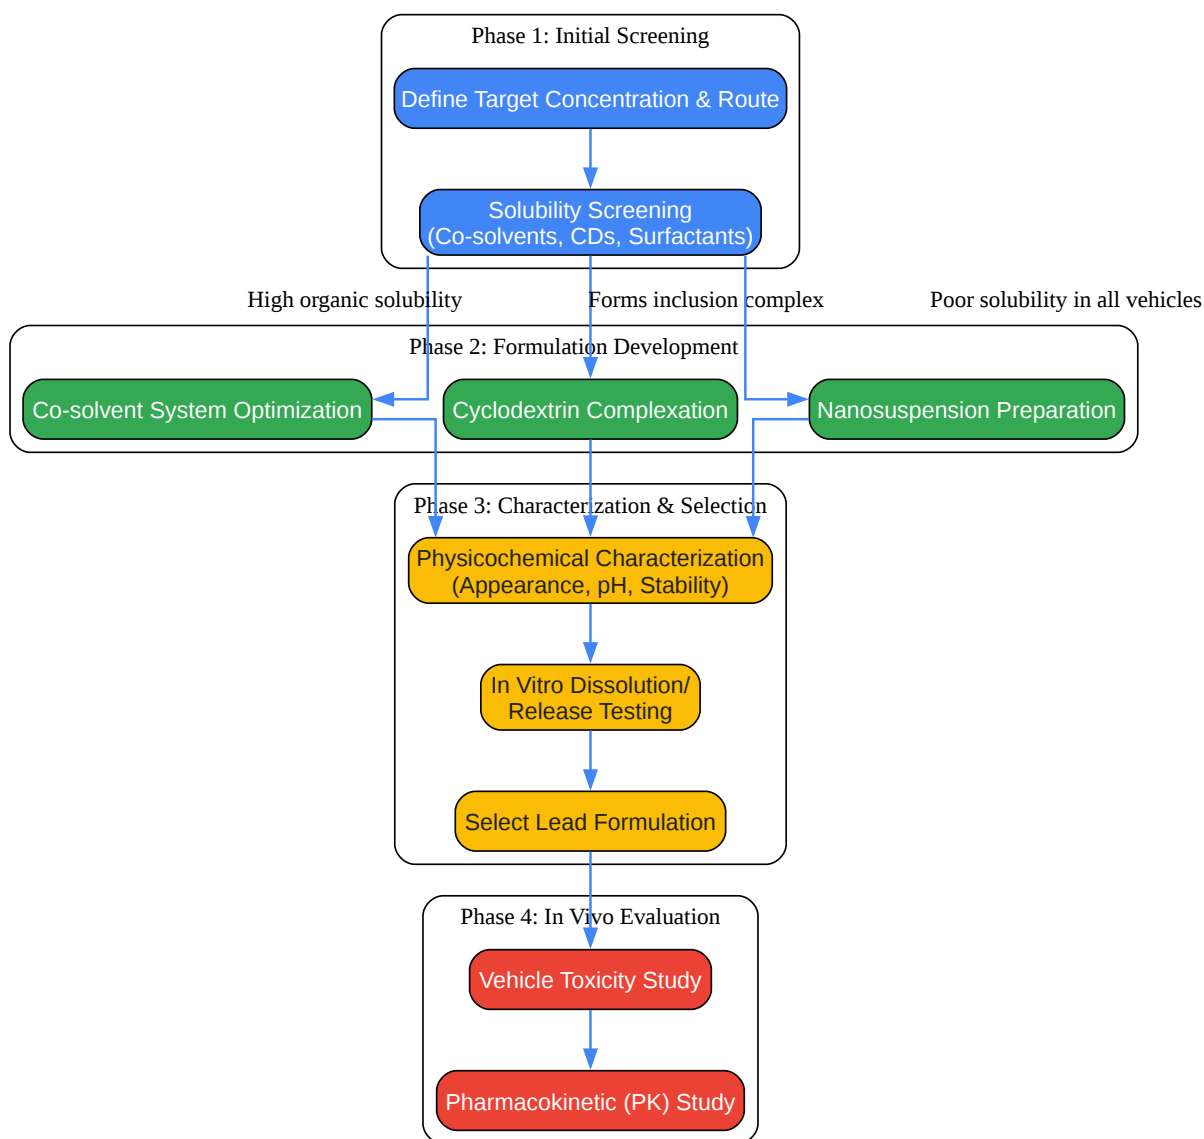 Phase 1: Initial Screening
Define Target Concentration & Route
Solubility Screening
(Co-solvents, CDs, Surfactants)
High organic solubility
Forms inclusion complex
Poor solubility in all vehicles
Phase 2: Formulation Development
Co-solvent System Optimization
Cyclodextrin Complexation
Nanosuspension Preparation
Phase 3: Characterization & Selection
Physicochemical Characterization
(Appearance, pH, Stability)
In Vitro Dissolution/
Release Testing
Select Lead Formulation
Phase 4: In Vivo Evaluation
Vehicle Toxicity Study
Pharmacokinetic (PK) Study